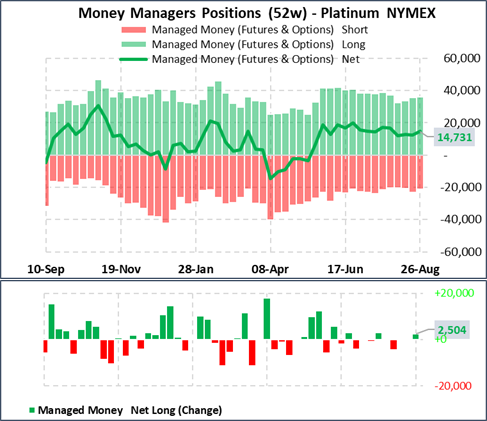 Money Managers Positions (52w) - Platinum NYMEX
Managed Money (Futures & Options) Short
Managed Money (Futures & Options) Long
Managed Money (Futures & Options) Net
60,000
40,000
20,000
14,731
-
-20,000
-40,000
-60,000
10-Sep 19-Nov 28-Jan 08-Apr 17-Jun 26-Aug
+20,000
2,504
+0
-20,000
Managed Money Net Long (Change)